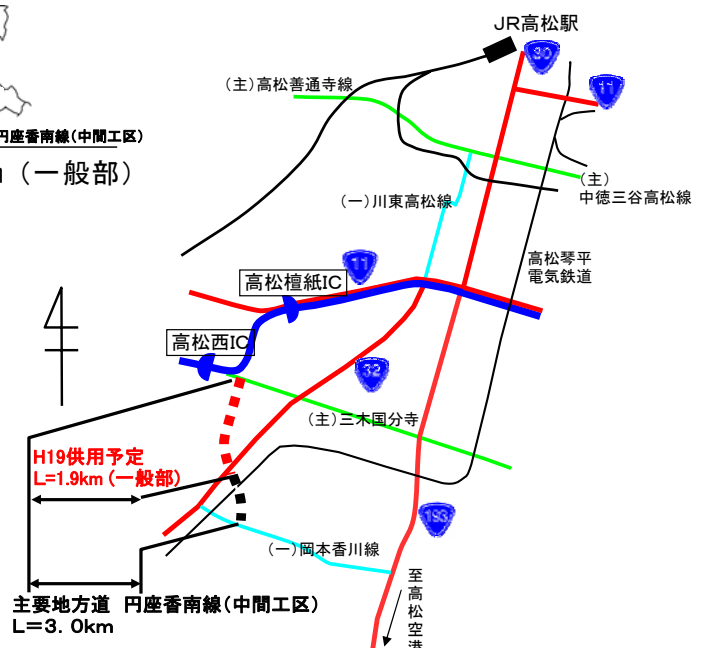 JR高松駅
30
(主)高松善通寺線
11
円座香南線(中間工区)
(一般部)
(主)
中徳三谷高松線
(一)川東高松線
高松琴平
電気鉄道
11
高松檀紙IC
高松西IC
32
(主)三木国分寺
H19供用予定
L=1.9km (一般部)
193
(一)岡本香川線
主要地方道 円座香南線(中間工区)
L=3.0km
至高松空港